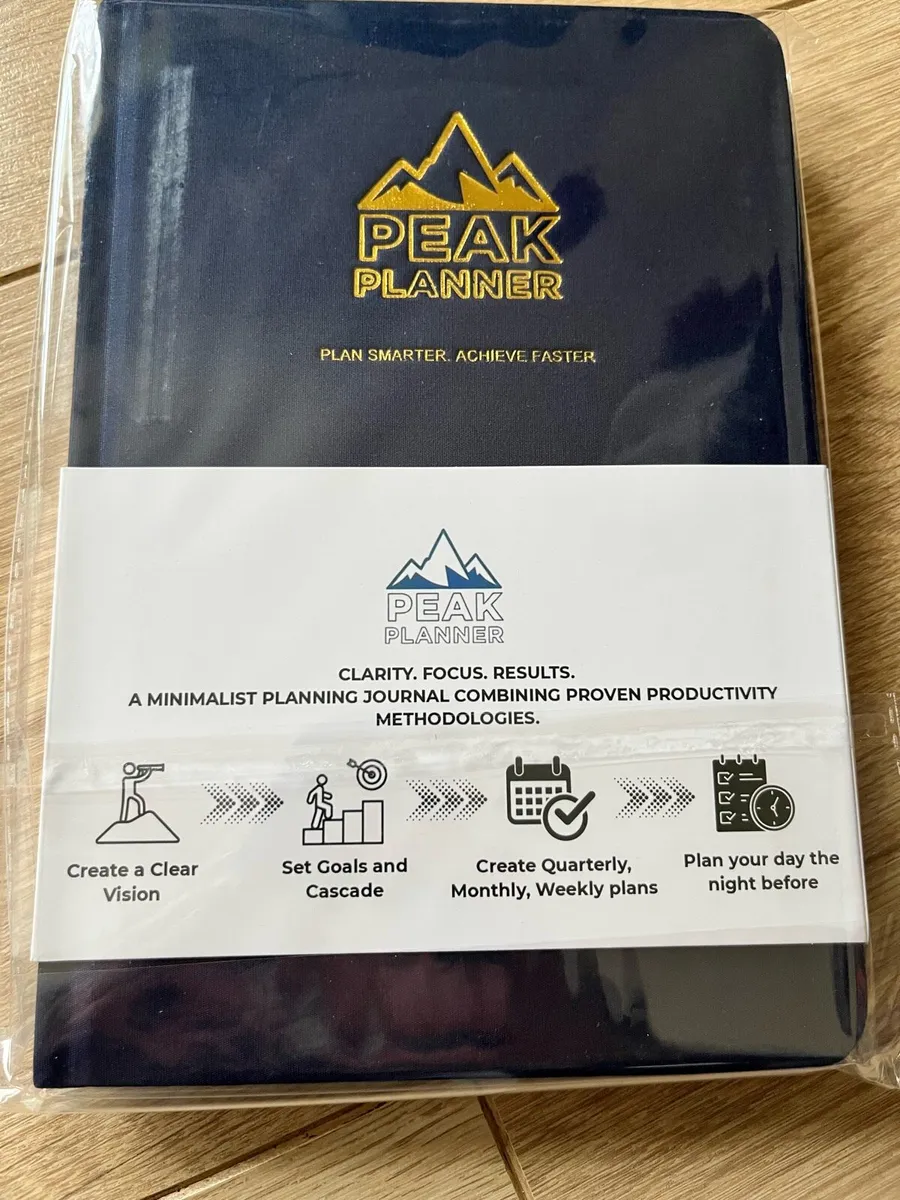 PEAK
PLANNER
PLAN SMARTER. ACHIEVE FASTER.
PEAK
PLANNER
CLARITY. FOCUS. RESULTS.
A MINIMALIST PLANNING JOURNAL COMBINING PROVEN PRODUCTIVITY
METHODOLOGIES.
Create a Clear
Vision
Set Goals and
Cascade
Create Quarterly,
Monthly, Weekly plans
Plan your day the
night before